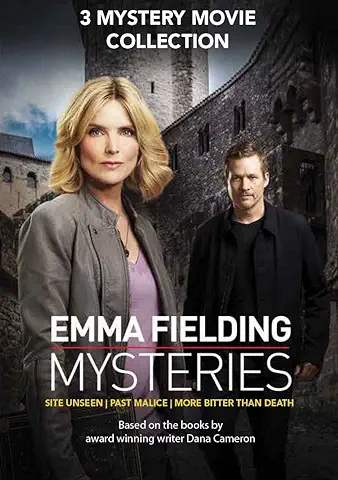 3 MYSTERY MOVIE
COLLECTION
EMMA FIELDING
MYSTERIES
SITE UNSEEN | PAST MALICE | MORE BITTER THAN DEATH
Based on the books by
award winning writer Dana Cameron